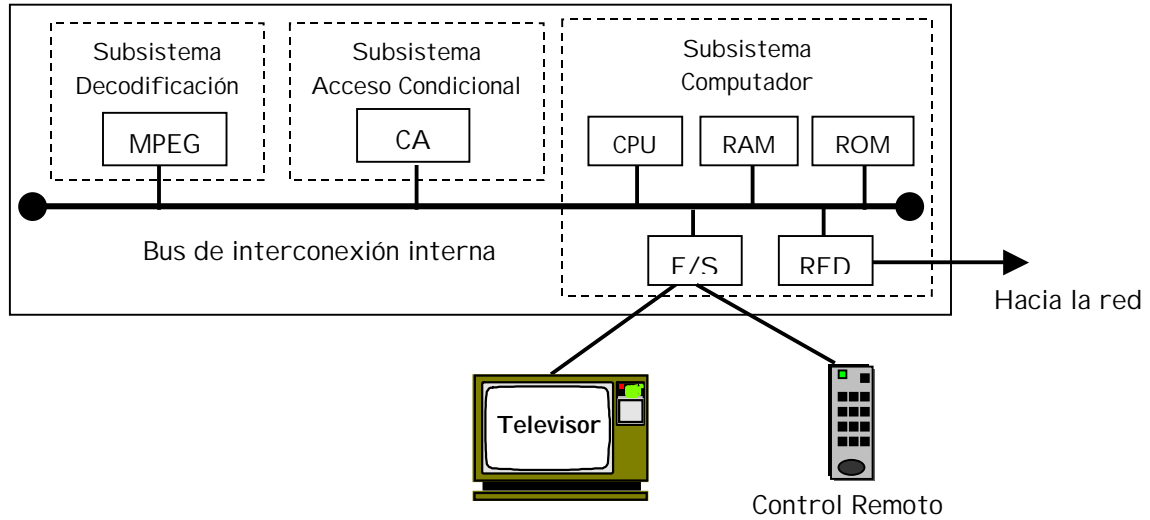 Subsistema
Decodificación
MPEG
Subsistema
Acceso Condicional
CA
Subsistema
Computador
CPU
RAM
ROM
Bus de interconexión interna
E/S
RED
Hacia la red
Televisor
Control Remoto